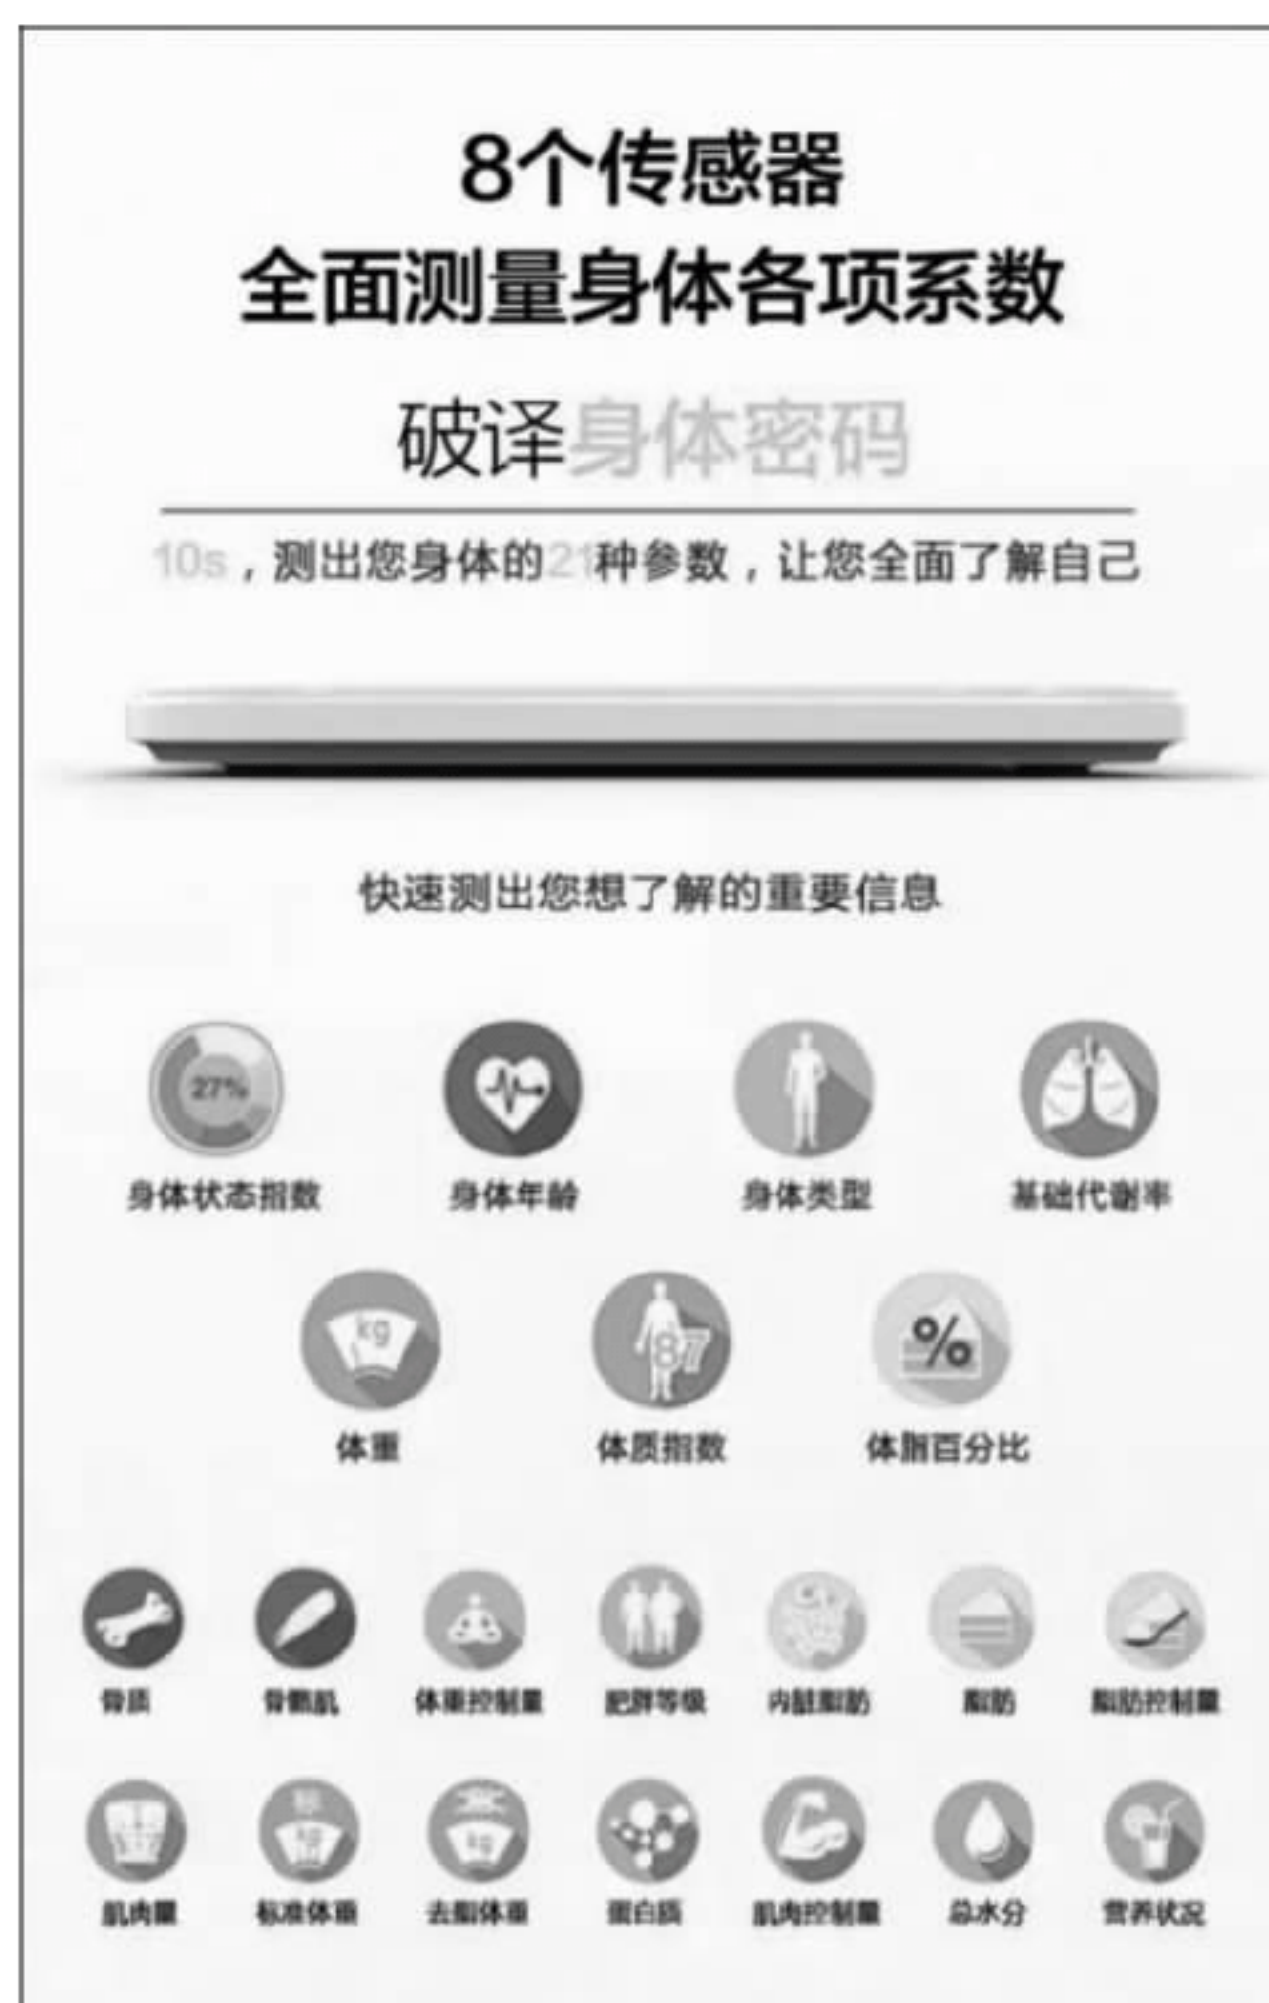 8个传感器
全面测量身体各项系数
破译身体密码
10s，测出您身体的21种参数，让您全面了解自己
快速测出您想了解的重要信息
27%
身体状态指数 身体年龄 身体类型 基础代谢率
kg 87 %
体重 体质指数 体脂百分比
骨质 骨骼肌 体重控制量 肥胖等级 内脏脂肪 脂肪 脂肪控制量
kg kg
肌肉量 标准体重 去脂体重 蛋白质 肌肉控制量 总水分 营养状况